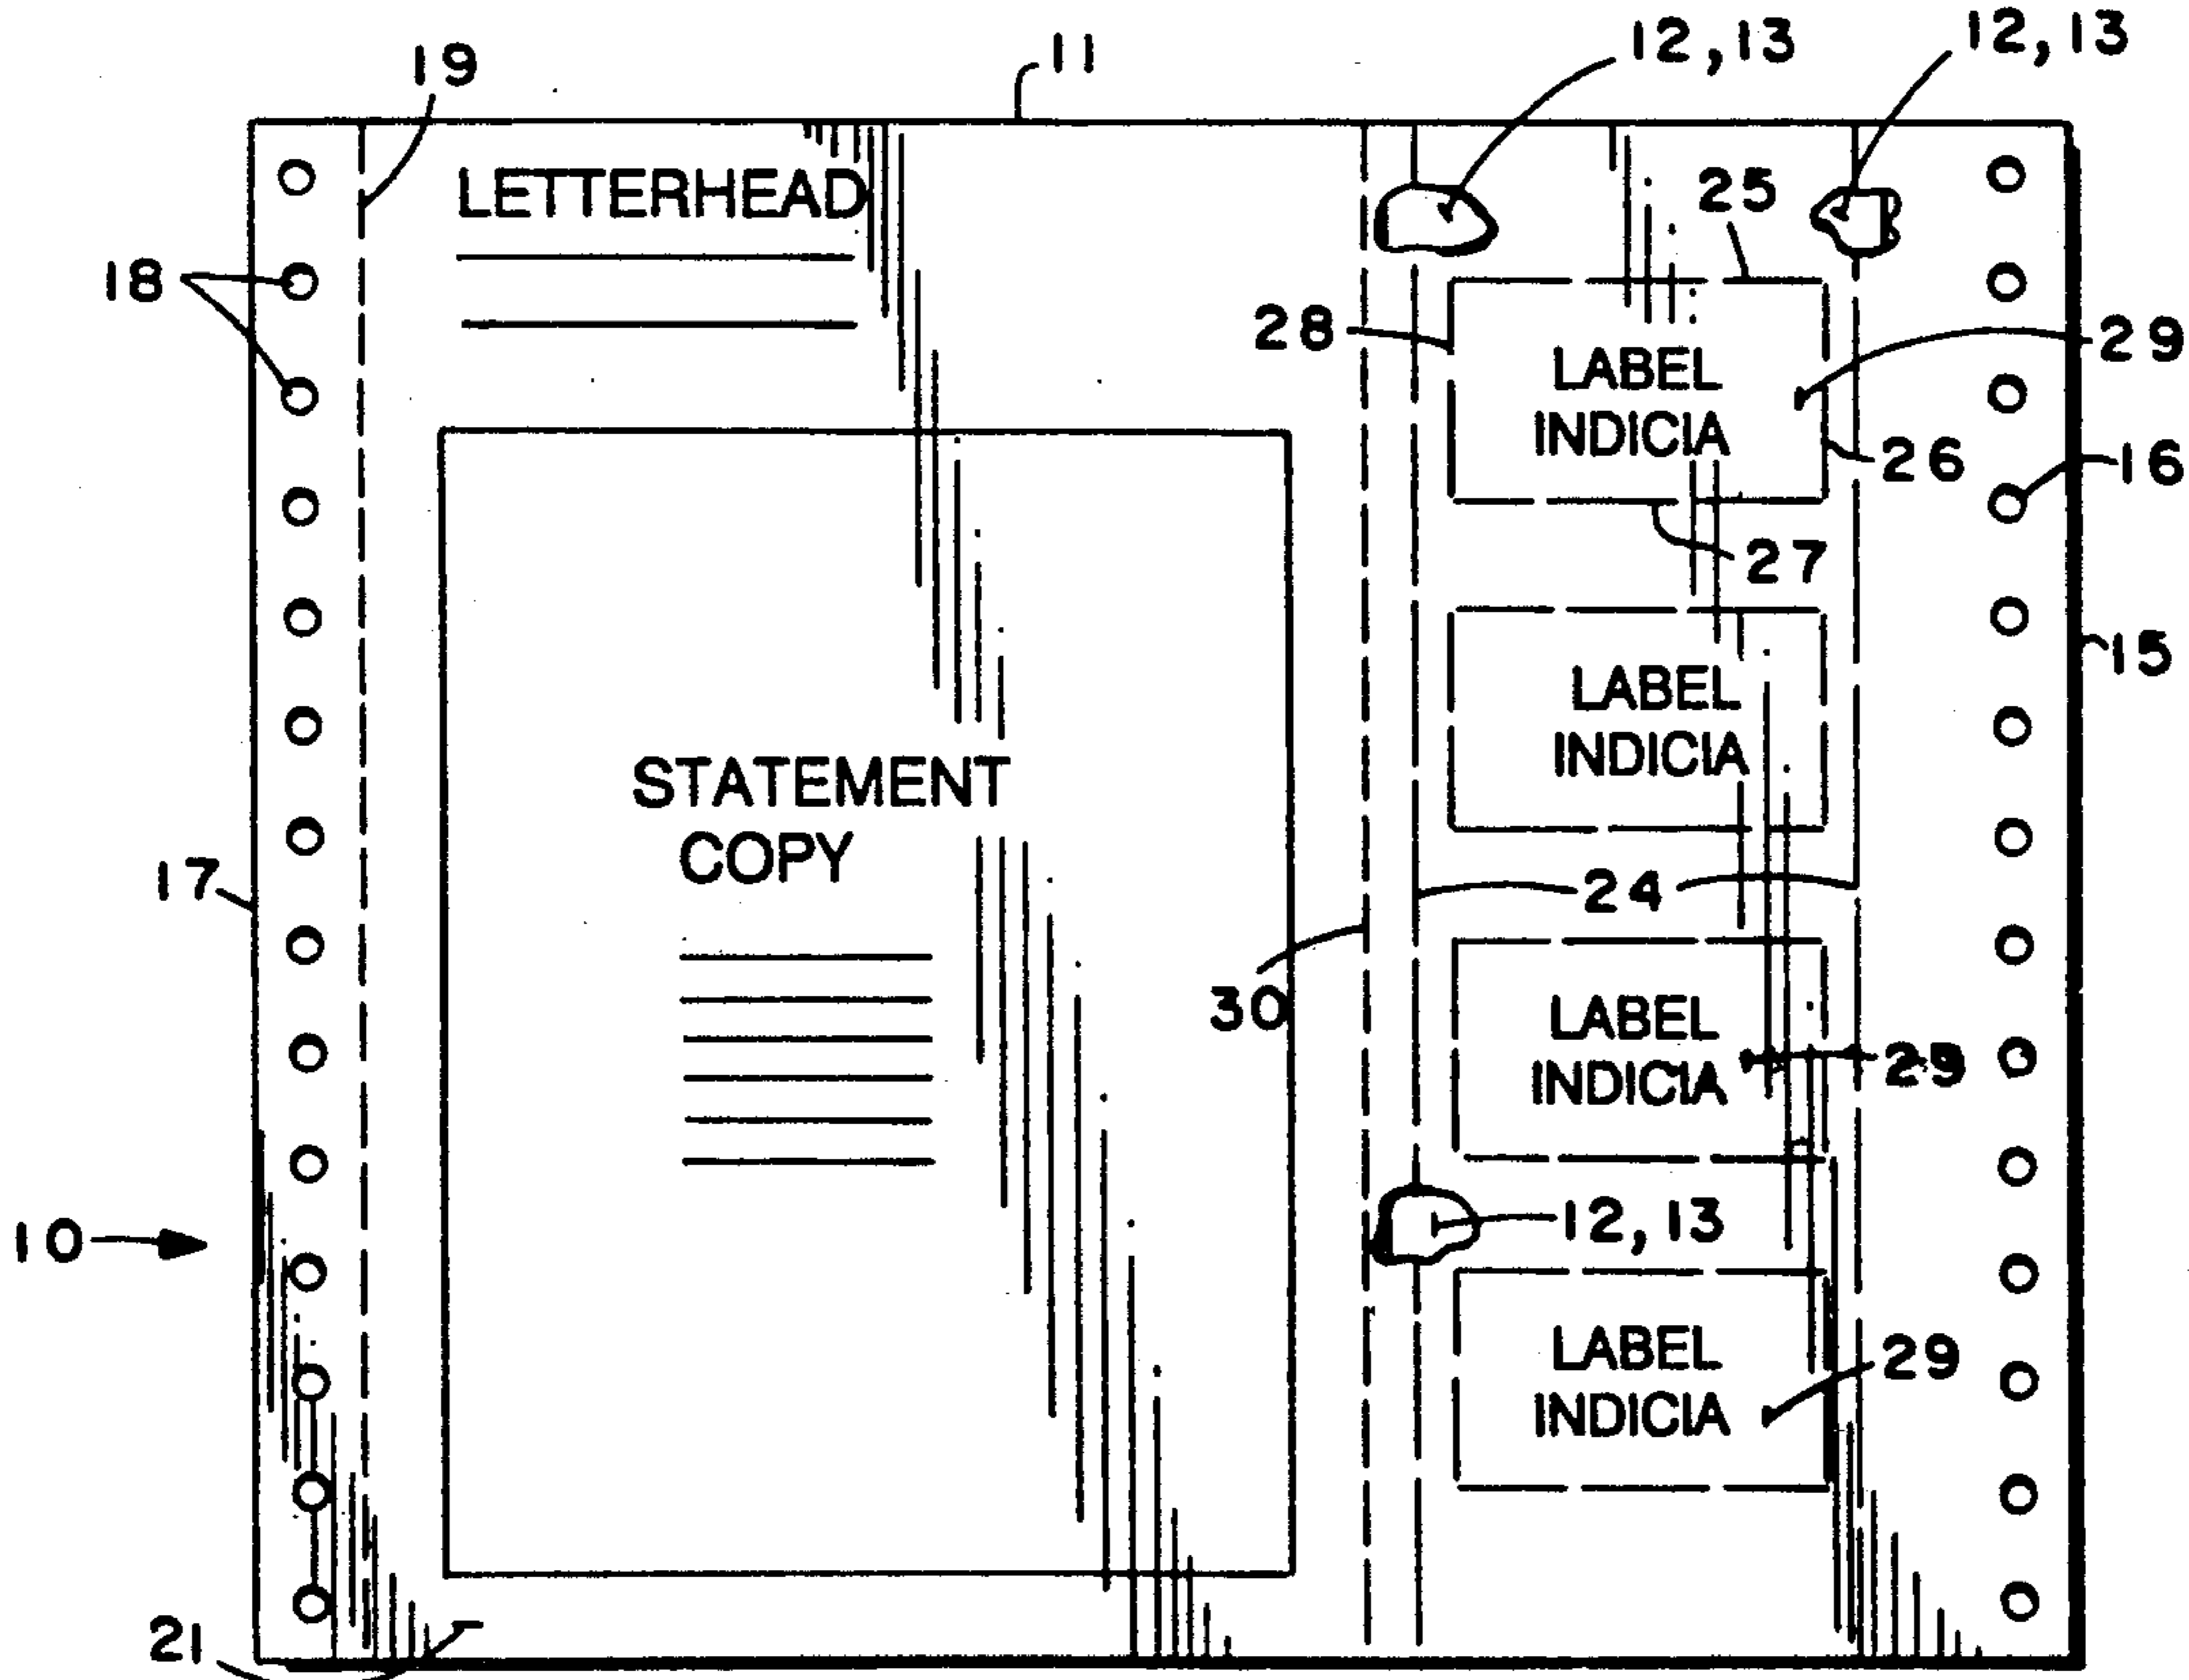 12, 13
12, 13
11
19
LETTERHEAD
25
18
28
29
LABEL
INDICIA
26
16
27
15
LABEL
INDICIA
STATEMENT
COPY
17
24
30
LABEL
INDICIA
12, 13
10
LABEL
INDICIA
29
21